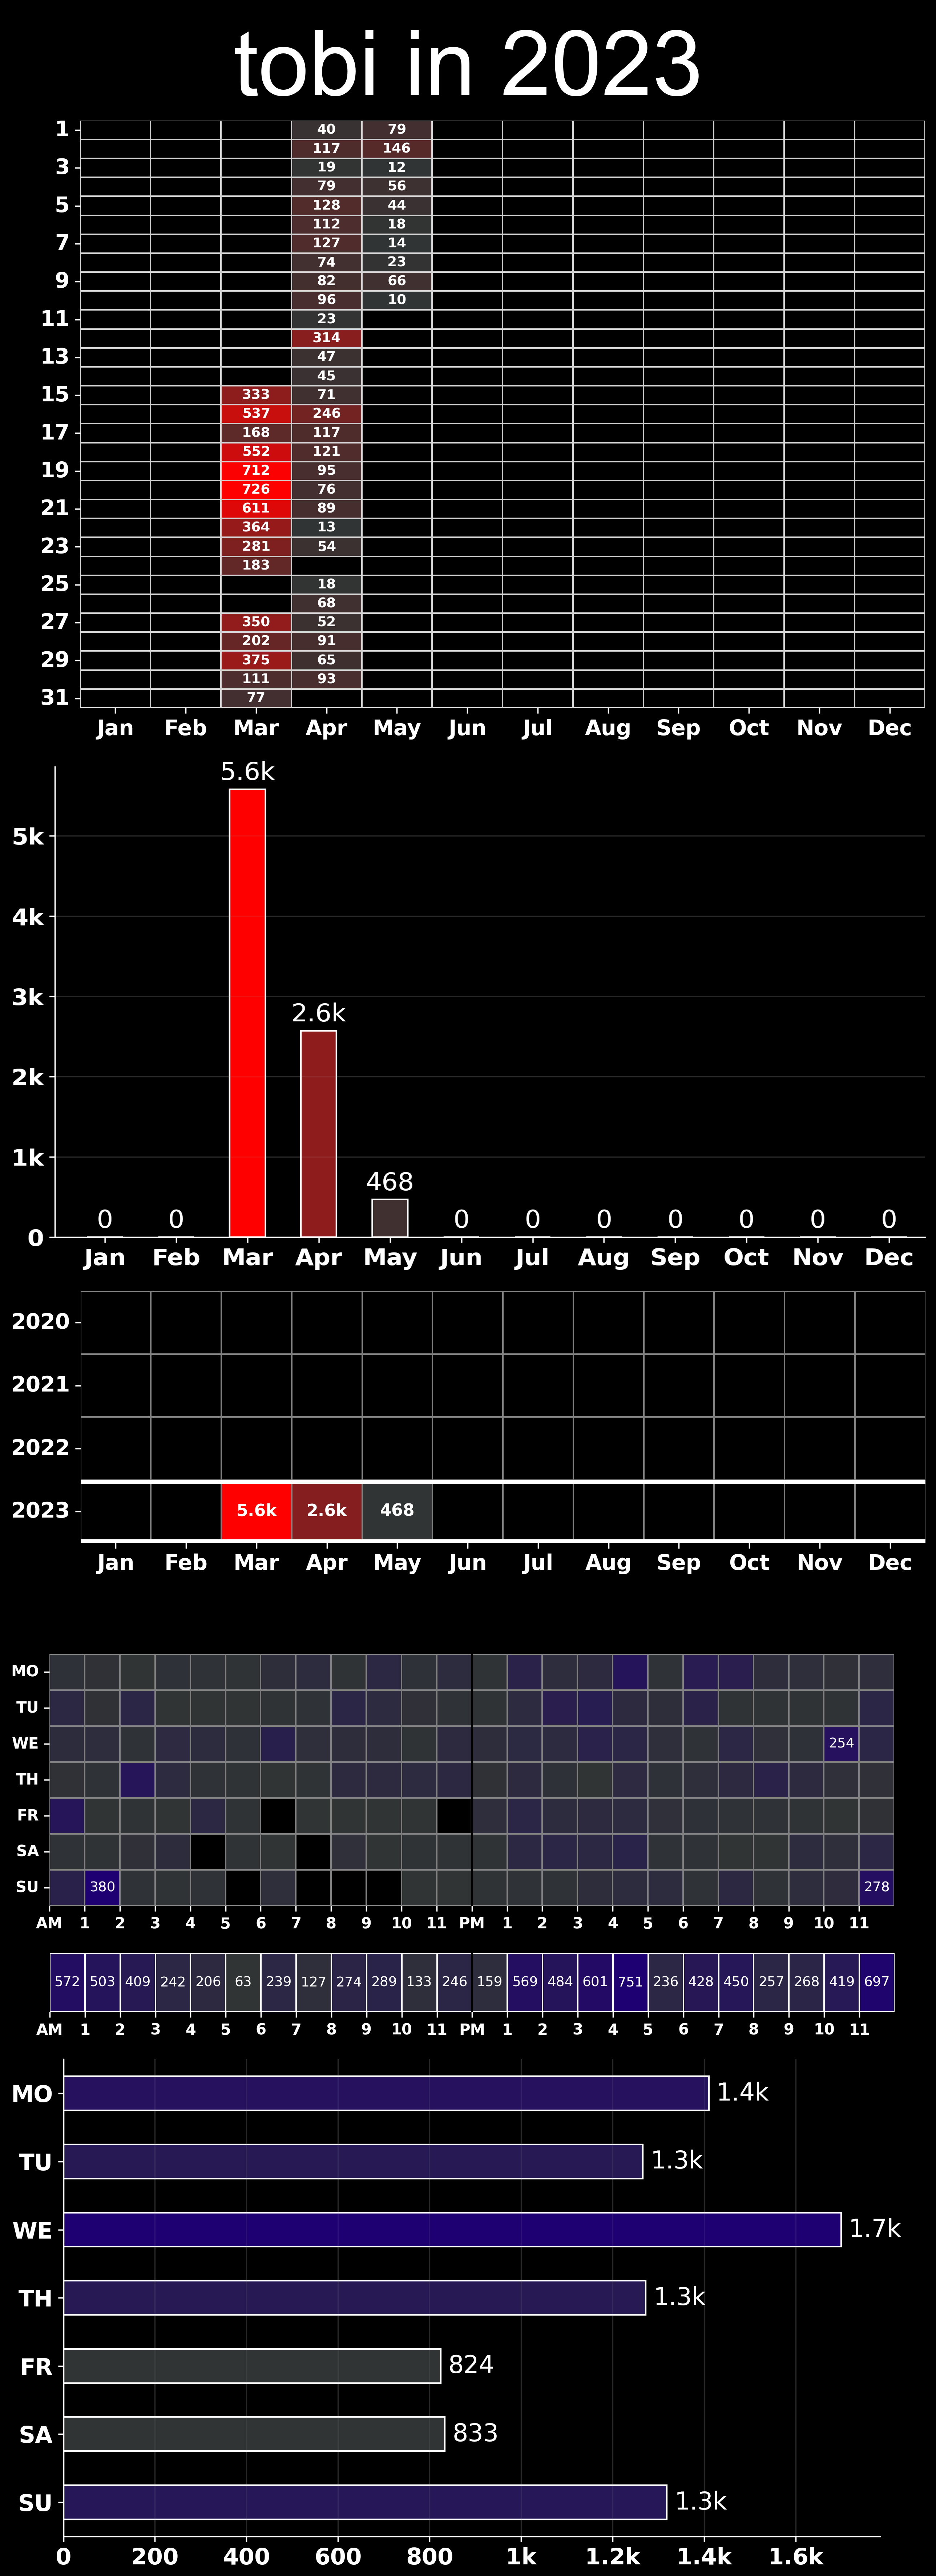 tobi in 2023
1 40 79
117 146
3 19 12
79 56
5 128 44
112 18
7 127 14
74 23
9 82 66
96 10
11 23
314
13 47
45
15 333 71
537 246
17 168 117
552 121
19 712 95
726 76
21 611 89
364 13
23 281 54
183
25 18
68
27 350 52
202 91
29 375 65
111 93
31 77
Jan Feb Mar Apr May Jun Jul Aug Sep Oct Nov Dec
5.6k
5k
4k
3k
2.6k
2k
1k
468
0 0 0 0 0 0 0 0 0
0
Jan Feb Mar Apr May Jun Jul Aug Sep Oct Nov Dec
2020
2021
2022
2023 5.6k 2.6k 468
Jan Feb Mar Apr May Jun Jul Aug Sep Oct Nov Dec
MO
TU
WE 254
TH
FR
SA
SU 380 278
AM 1 2 3 4 5 6 7 8 9 10 11 PM 1 2 3 4 5 6 7 8 9 10 11
572 503 409 242 206 63 239 127 274 289 133 246 159 569 484 601 751 236 428 450 257 268 419 697
AM 1 2 3 4 5 6 7 8 9 10 11 PM 1 2 3 4 5 6 7 8 9 10 11
MO 1.4k
TU 1.3k
WE 1.7k
TH 1.3k
FR 824
SA 833
SU 1.3k
0 200 400 600 800 1k 1.2k 1.4k 1.6k